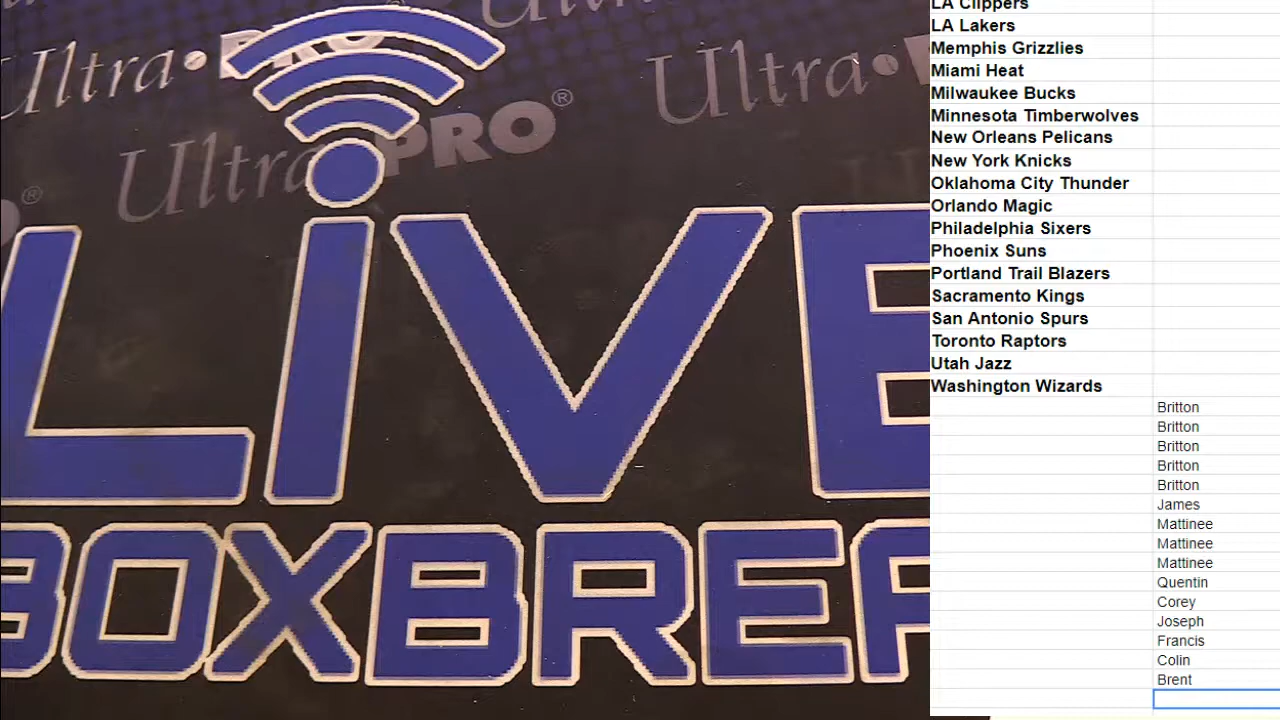 Ultra•PRO
Ultra•PRO®
Ultra•
®
LiVE
BOXBREA
LA Clippers
LA Lakers
Memphis Grizzlies
Miami Heat
Milwaukee Bucks
Minnesota Timberwolves
New Orleans Pelicans
New York Knicks
Oklahoma City Thunder
Orlando Magic
Philadelphia Sixers
Phoenix Suns
Portland Trail Blazers
Sacramento Kings
San Antonio Spurs
Toronto Raptors
Utah Jazz
Washington Wizards
Britton
Britton
Britton
Britton
Britton
James
Mattinee
Mattinee
Mattinee
Quentin
Corey
Joseph
Francis
Colin
Brent